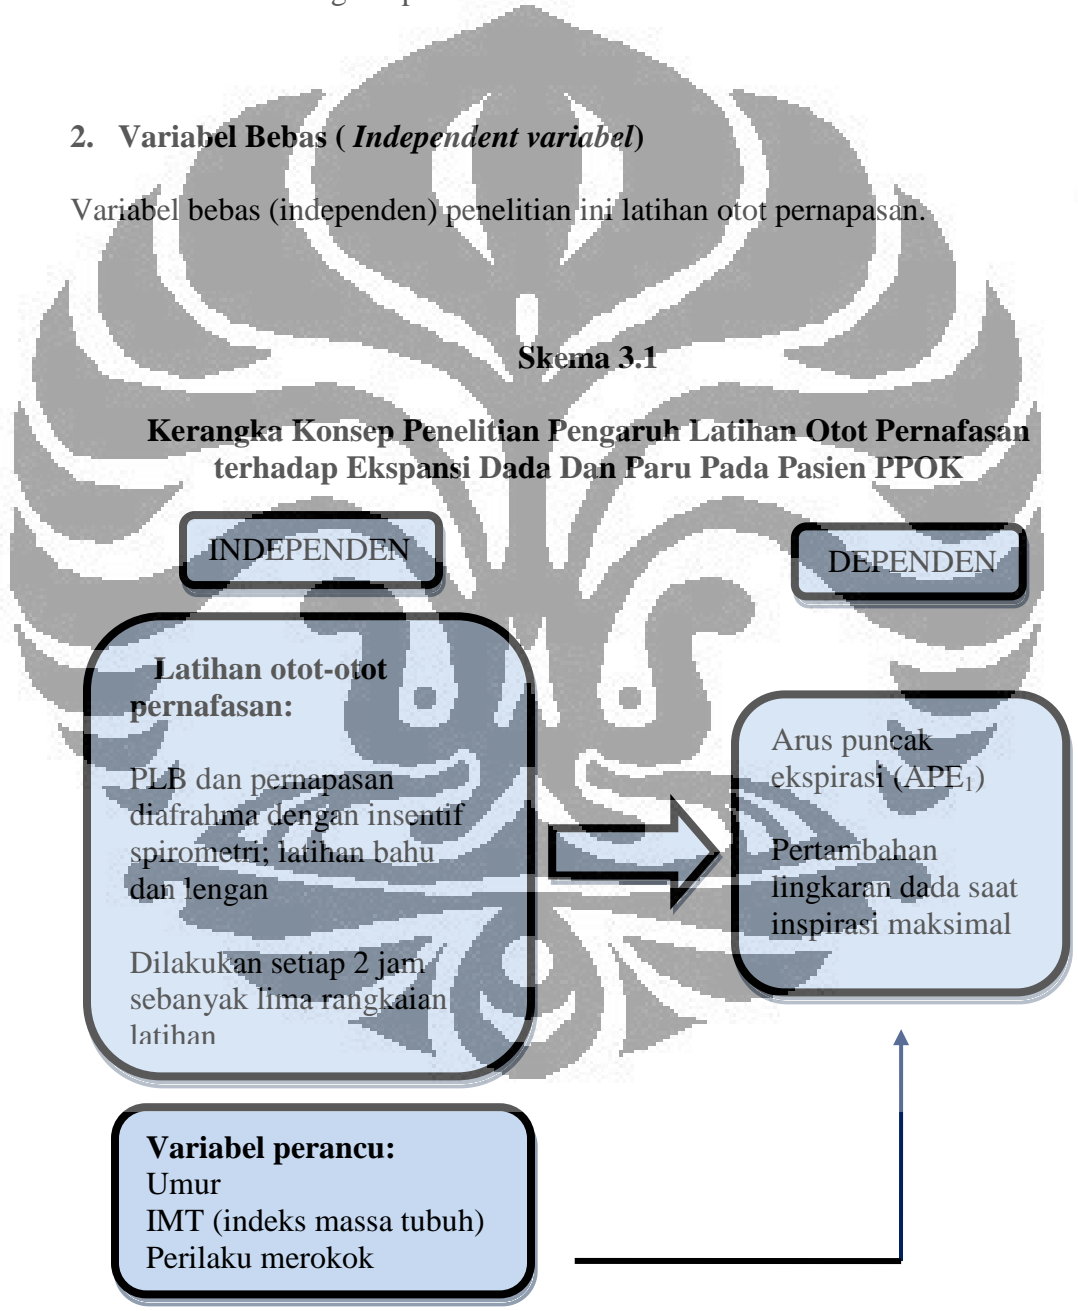 2. Variabel Bebas ( Independent variabel)
Variabel bebas (independen) penelitian ini latihan otot pernapasan.
Skema 3.1
Kerangka Konsep Penelitian Pengaruh Latihan Otot Pernafasan
terhadap Ekspansi Dada Dan Paru Pada Pasien PPOK
INDEPENDEN
DEPENDEN
Latihan otot-otot
pernafasan:
PLB dan pernapasan
diafrahma dengan insentif
spirometri; latihan bahu
dan lengan
Dilakukan setiap 2 jam
sebanyak lima rangkaian
latihan
Arus puncak
ekspirasi (APE₁)
Pertambahan
lingkaran dada saat
inspirasi maksimal
Variabel perancu:
Umur
IMT (indeks massa tubuh)
Perilaku merokok